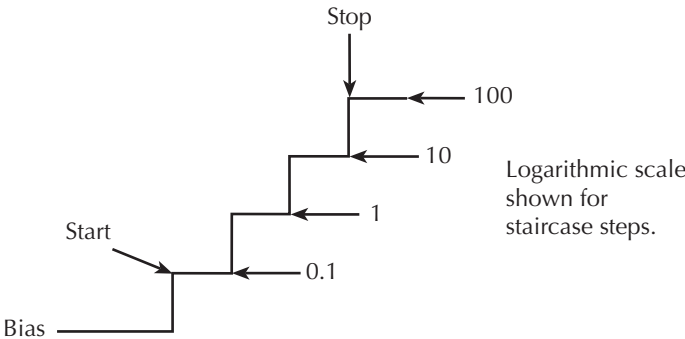 Stop
100
10
Logarithmic scale
shown for
staircase steps.
1
Start
0.1
Bias